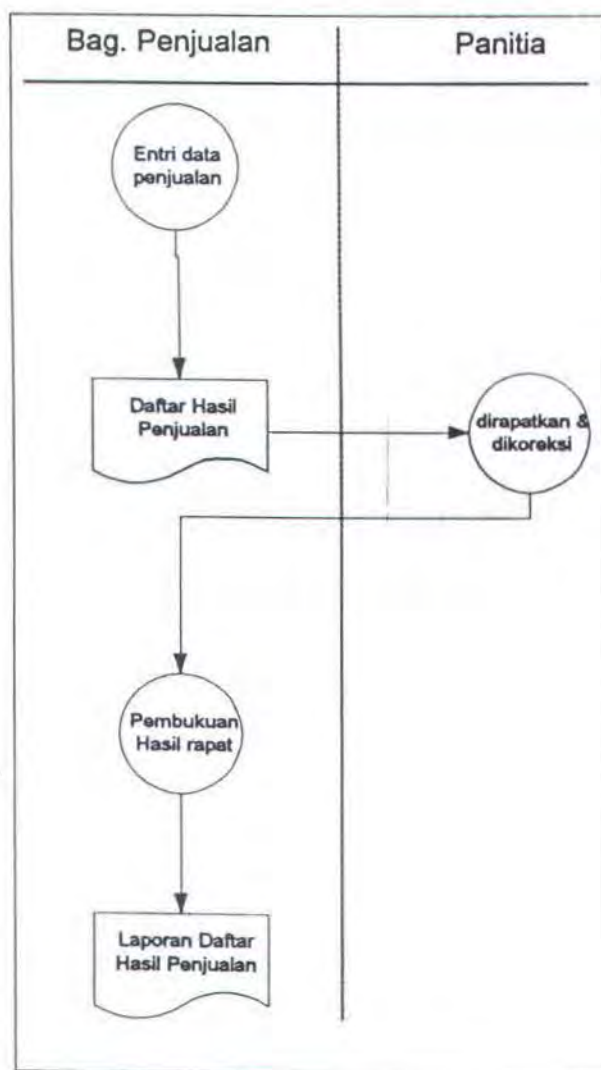 Bag. Penjualan
Panitia
Entri data
penjualan
Daftar Hasil
Penjualan
dirapatkan &
dikoreksi
Pembukuan
Hasil rapat
Laporan Daftar
Hasil Penjualan